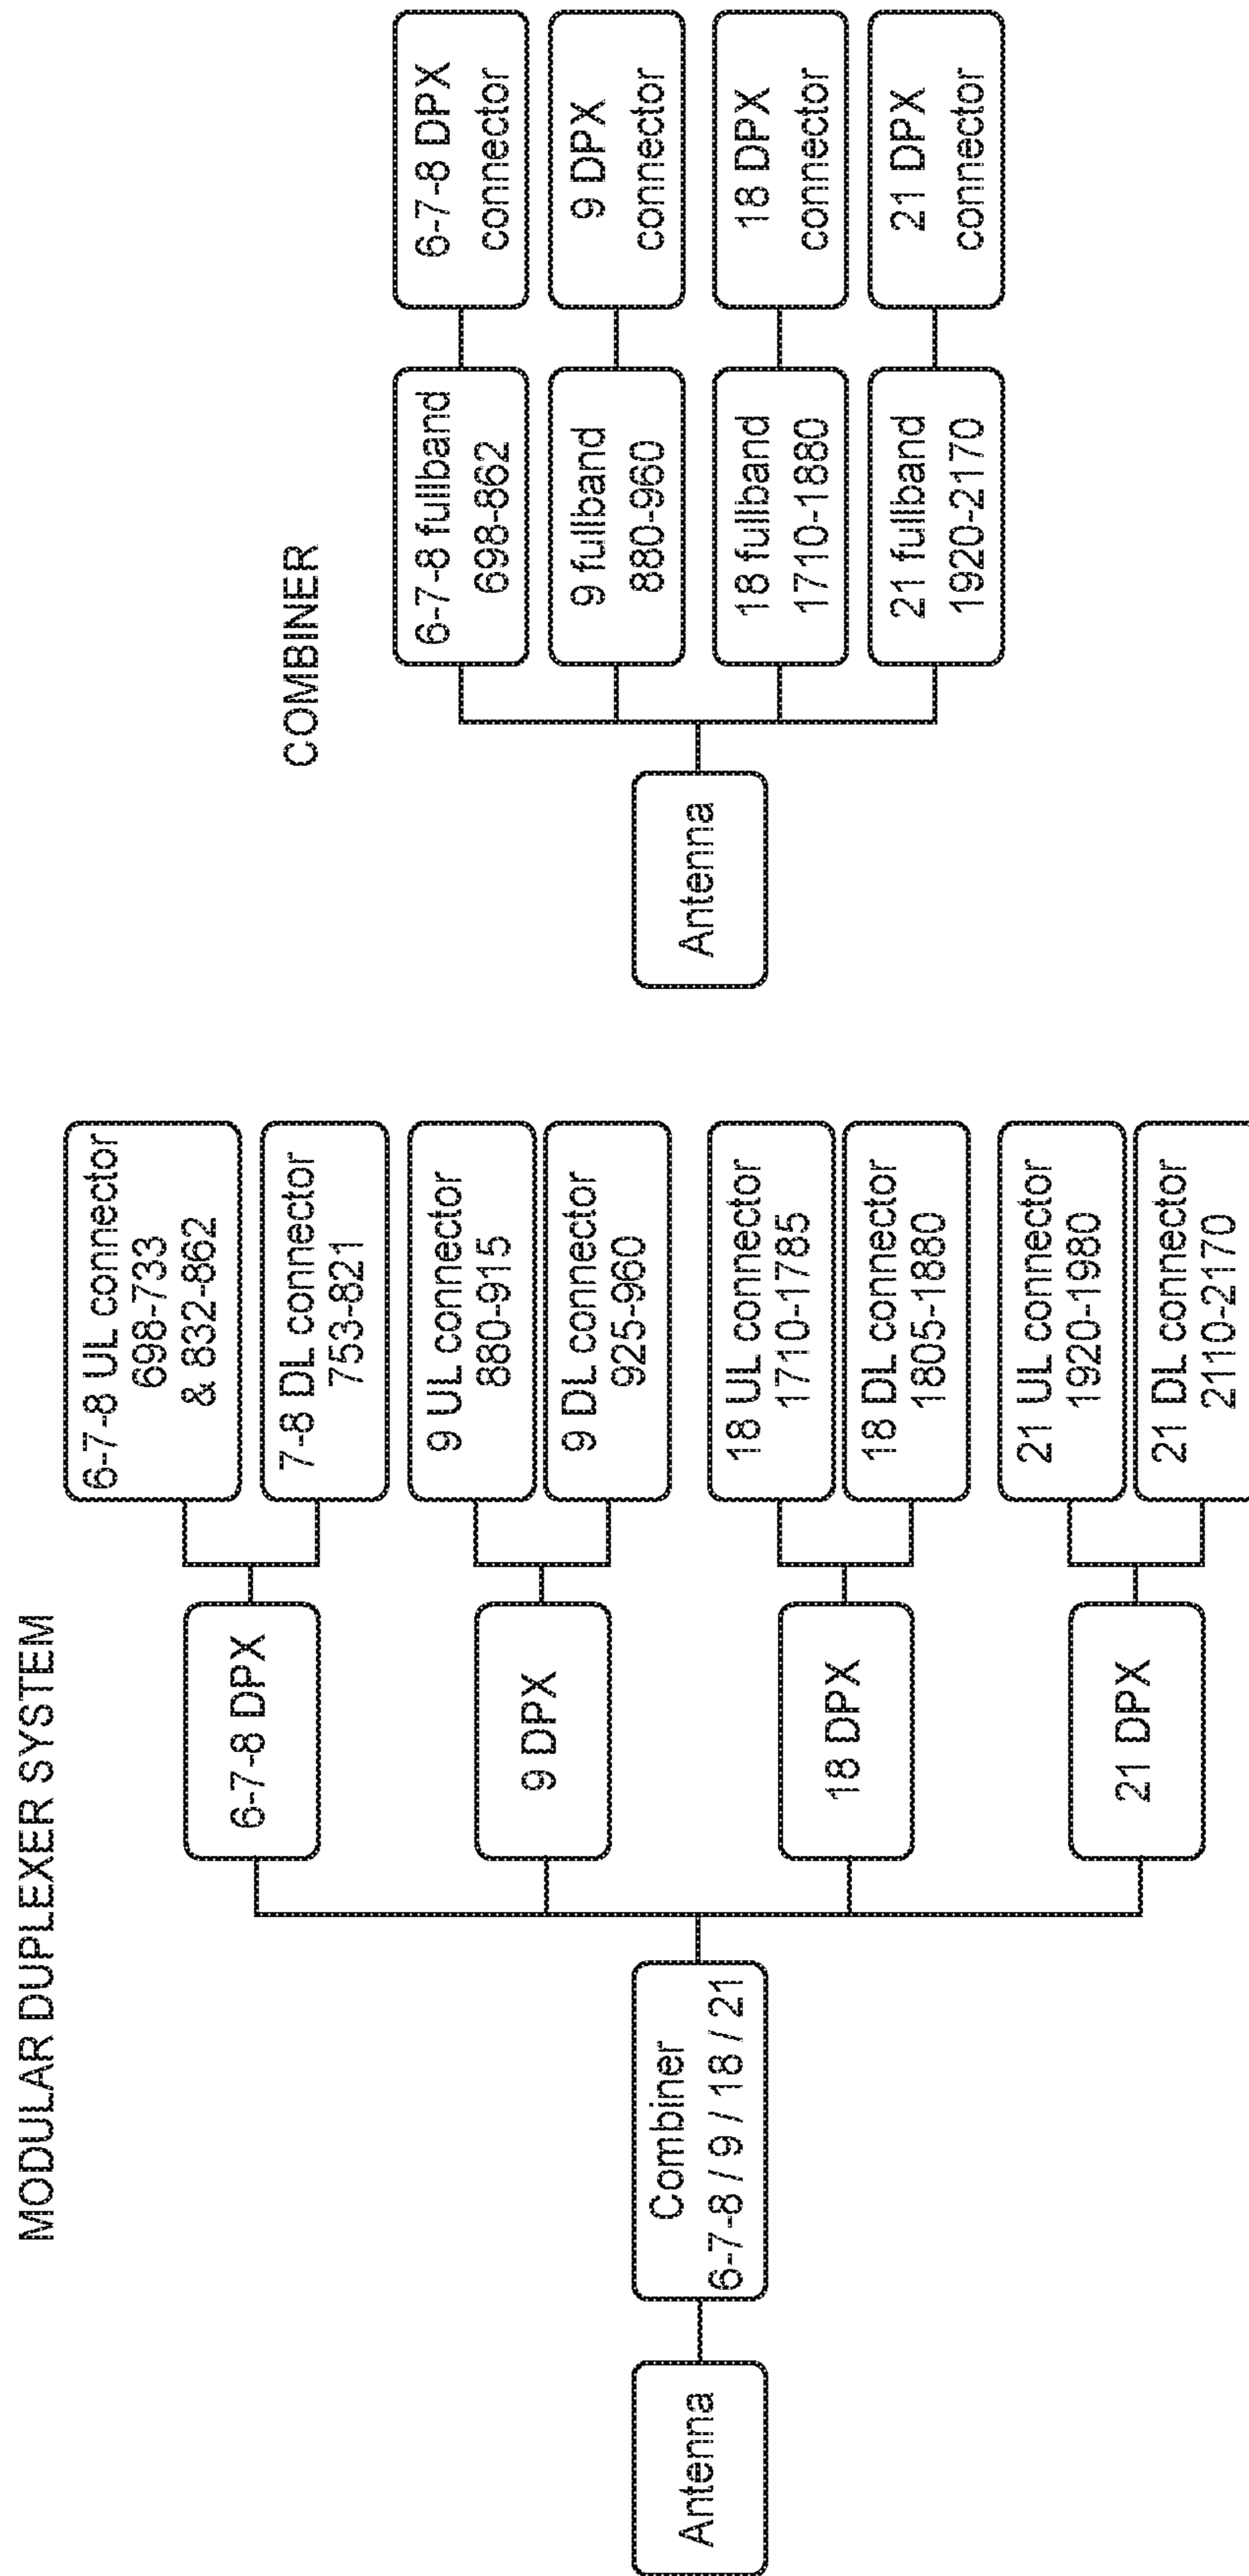 MODULAR DUPLEXER SYSTEM
Antenna
Combiner
6-7-8 / 9 / 18 / 21
6-7-8 DPX
6-7-8 UL connector
698-733
& 832-862
7-8 DL connector
753-821
9 DPX
9 UL connector
880-915
9 DL connector
925-960
18 DPX
18 UL connector
1710-1785
18 DL connector
1805-1880
21 DPX
21 UL connector
1920-1980
21 DL connector
2110-2170
COMBINER
Antenna
6-7-8 fullband
698-862
6-7-8 DPX
connector
9 fullband
880-960
9 DPX
connector
18 fullband
1710-1880
18 DPX
connector
21 fullband
1920-2170
21 DPX
connector